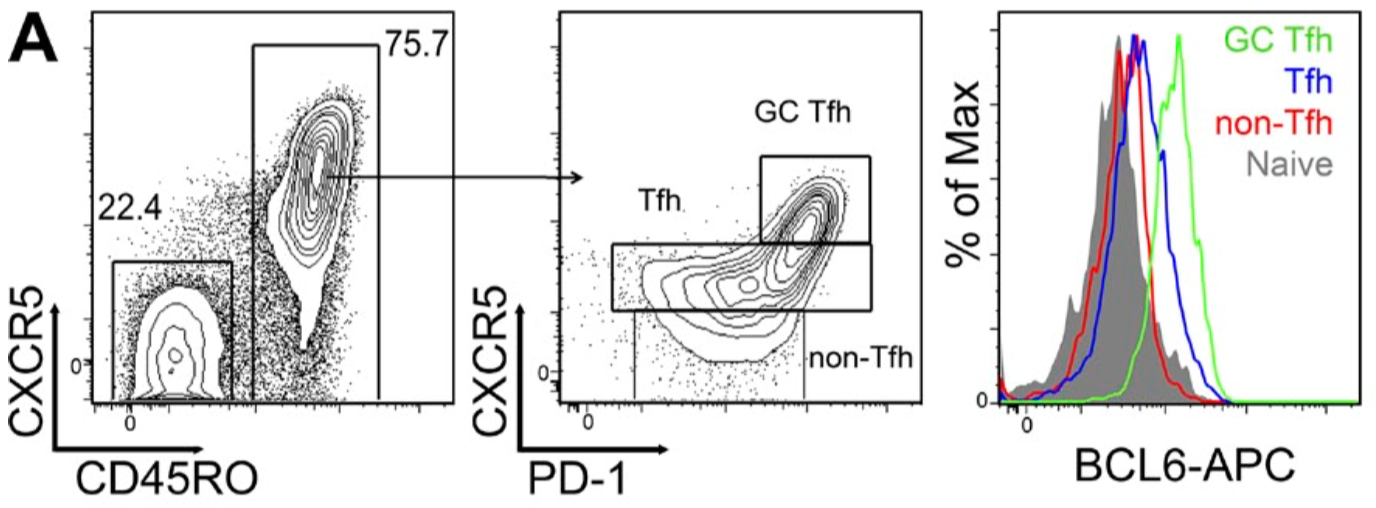 A
75.7
22.4
CXCR5
0
0
CD45RO
GC Tfh
Tfh
non-Tfh
CXCR5
0
0
PD-1
GC Tfh
Tfh
non-Tfh
Naive
% of Max
0
0
BCL6-APC